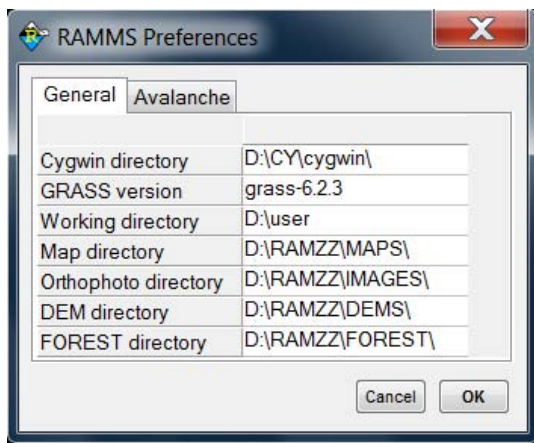 RAMMS Preferences
General Avalanche
Cygwin directory D:\CY\cygwin\
GRASS version grass-6.2.3
Working directory D:\user
Map directory D:\RAMZZ\MAPS\
Orthophoto directory D:\RAMZZ\IMAGES\
DEM directory D:\RAMZZ\DEMS\
FOREST directory D:\RAMZZ\FOREST\
Cancel OK